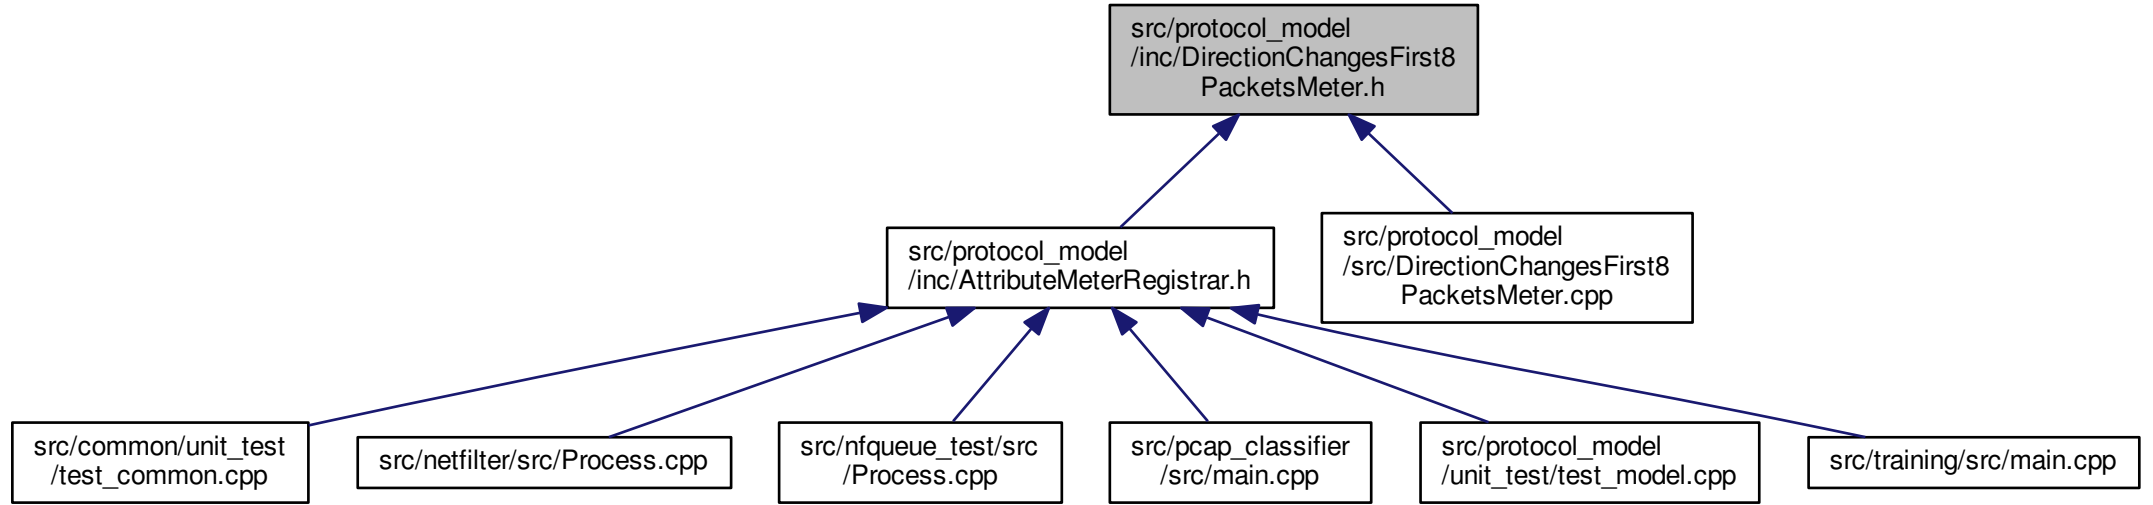 src/protocol_model
/inc/DirectionChangesFirst8
PacketsMeter.h
src/protocol_model
/inc/AttributeMeterRegistrar.h
src/protocol_model
/src/DirectionChangesFirst8
PacketsMeter.cpp
src/common/unit_test
/test_common.cpp
src/netfilter/src/Process.cpp
src/nfqueue_test/src
/Process.cpp
src/pcap_classifier
/src/main.cpp
src/protocol_model
/unit_test/test_model.cpp
src/training/src/main.cpp